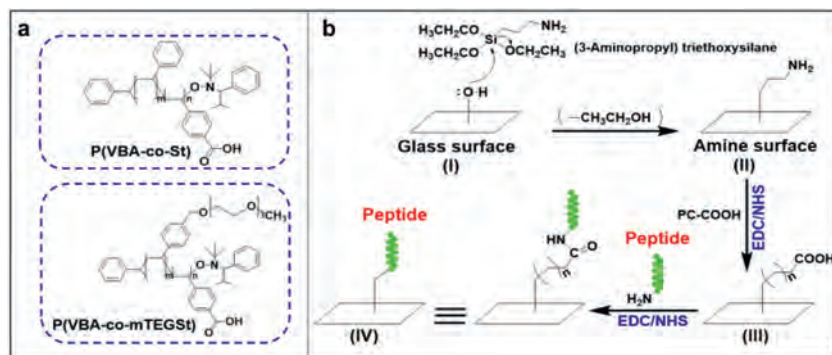 a
O-N
m
n
O
OH
P(VBA-co-St)
O
O
3CH₃
O-N
m
n
O
OH
P(VBA-co-mTEGSt)
b
H₃CH₂CO
NH₂
Si
H₃CH₂CO
OCH₂CH₃
(3-Aminopropyl) triethoxysilane
:O-H
Glass surface
(I)
(-CH₃CH₂OH)
NH₂
Amine surface
(II)
PC-COOH
EDC/NHS
COOH
n
(III)
Peptide
H₂N
EDC/NHS
HN
C
O
n
Peptide
(IV)